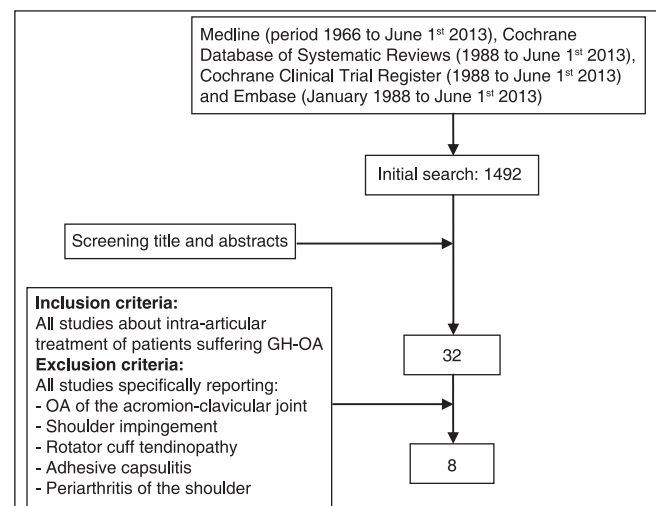 Medline (period 1966 to June 1st 2013), Cochrane
Database of Systematic Reviews (1988 to June 1st 2013),
Cochrane Clinical Trial Register (1988 to June 1st 2013)
and Embase (January 1988 to June 1st 2013)
Initial search: 1492
Screening title and abstracts
Inclusion criteria:
All studies about intra-articular
treatment of patients suffering GH-OA
Exclusion criteria:
All studies specifically reporting:
- OA of the acromion-clavicular joint
- Shoulder impingement
- Rotator cuff tendinopathy
- Adhesive capsulitis
- Periarthritis of the shoulder
32
8